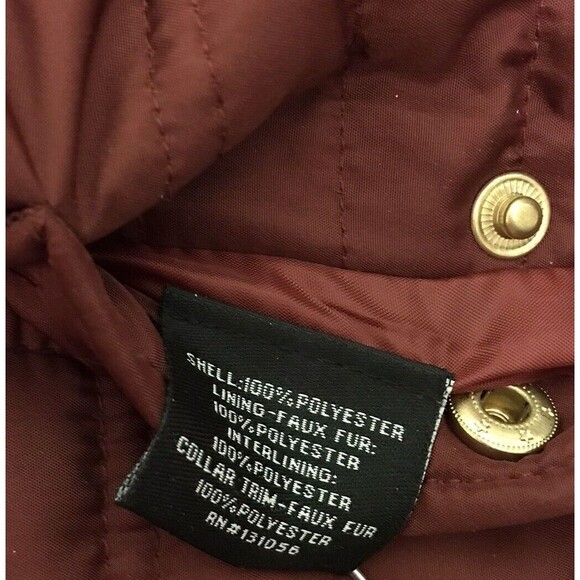 SHELL:100%POLYESTER
LINING-FAUX FUR:
100%POLYESTER
INTERLINING:
100%POLYESTER
COLLAR TRIM-FAUX FUR
100%POLYESTER
RN#131056